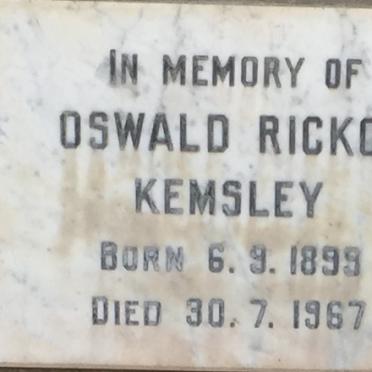 IN MEMORY OF
OSWALD
KEMSLEY
BORN 6. 9. 1899
DIED 30. 7. 1967